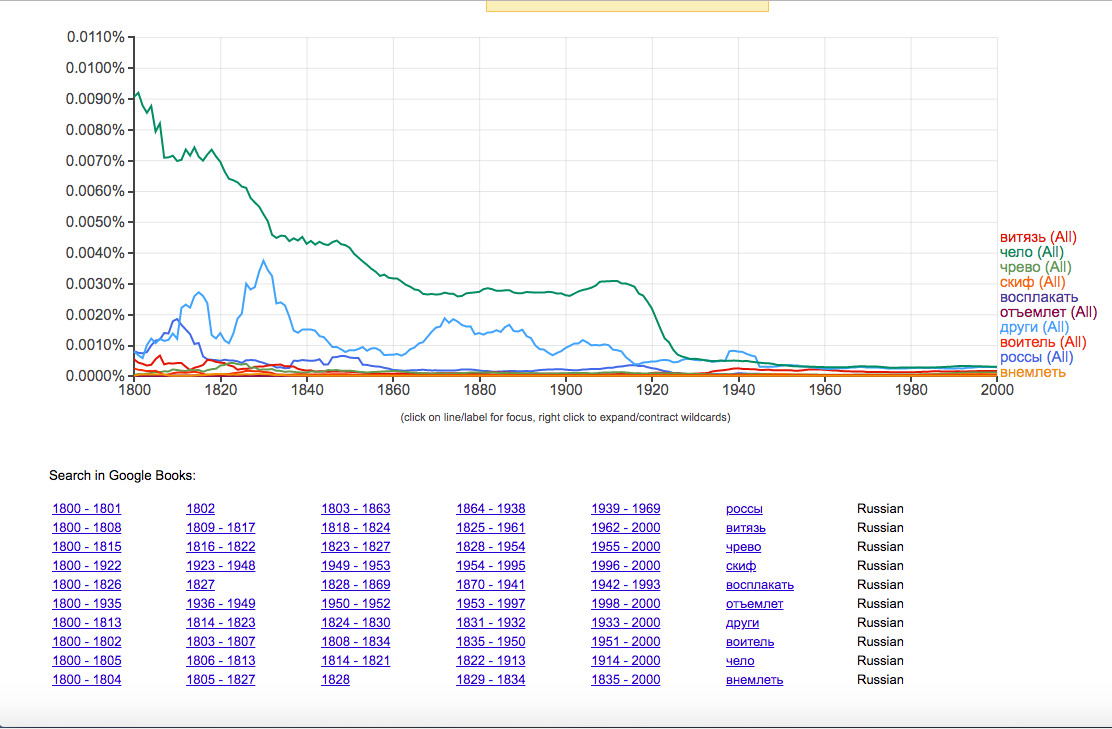 0.0110%
0.0100%
0.0090%
0.0080%
0.0070%
0.0060%
0.0050%
0.0040%
0.0030%
0.0020%
0.0010%
0.0000%
1800 1820 1840 1860 1880 1900 1920 1940 1960 1980 2000
витязь (All)
чело (All)
чрево (All)
скиф (All)
восплакать
отъемлет (All)
други (All)
воитель (All)
россы (All)
внемлеть
(click on line/label for focus, right click to expand/contract wildcards)
Search in Google Books:
1800 - 1801 1802 1803 - 1863 1864 - 1938 1939 - 1969 россы Russian
1800 - 1808 1809 - 1817 1818 - 1824 1825 - 1961 1962 - 2000 витязь Russian
1800 - 1815 1816 - 1822 1823 - 1827 1828 - 1954 1955 - 2000 чрево Russian
1800 - 1922 1923 - 1948 1949 - 1953 1954 - 1995 1996 - 2000 скиф Russian
1800 - 1826 1827 1828 - 1869 1870 - 1941 1942 - 1993 восплакать Russian
1800 - 1935 1936 - 1949 1950 - 1952 1953 - 1997 1998 - 2000 отъемлет Russian
1800 - 1813 1814 - 1823 1824 - 1830 1831 - 1932 1933 - 2000 други Russian
1800 - 1802 1803 - 1807 1808 - 1834 1835 - 1950 1951 - 2000 воитель Russian
1800 - 1805 1806 - 1813 1814 - 1821 1822 - 1913 1914 - 2000 чело Russian
1800 - 1804 1805 - 1827 1828 1829 - 1834 1835 - 2000 внемлеть Russian